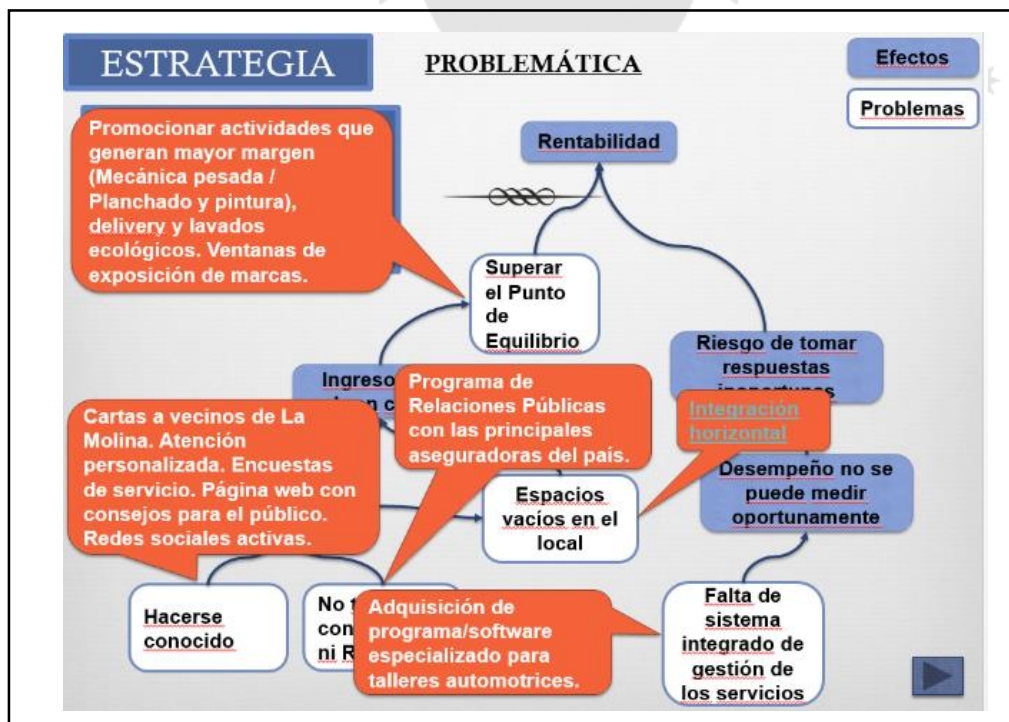 ESTRATEGIA
PROBLEMÁTICA
Efectos
Problemas
Promocionar actividades que
generan mayor margen
(Mecánica pesada /
Planchado y pintura),
delivery y lavados
ecológicos. Ventanas de
exposición de marcas.
Rentabilidad
Superar
el Punto
de
Equilibrio
Riesgo de tomar
respuestas
Ingreso
Programa de
Relaciones Públicas
con las principales
aseguradoras del país.
Integración
horizontal
Cartas a vecinos de La
Molina. Atención
personalizada. Encuestas
de servicio. Página web con
consejos para el público.
Redes sociales activas.
Espacios
vacíos en el
local
Desempeño no se
puede medir
oportunamente
Hacerse
conocido
No
ni
Adquisición de
programa/software
especializado para
talleres automotrices.
Falta de
sistema
integrado de
gestión de
los servicios